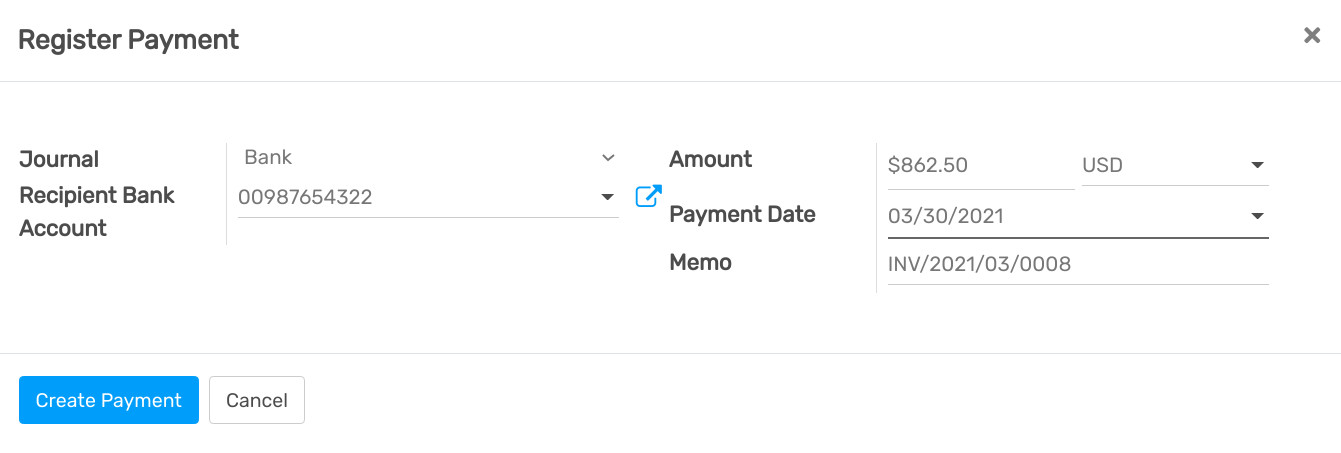 Register Payment
Journal
Bank
Recipient Bank
Account
00987654322
Amount
$862.50
USD
Payment Date
03/30/2021
Memo
INV/2021/03/0008
Create Payment
Cancel